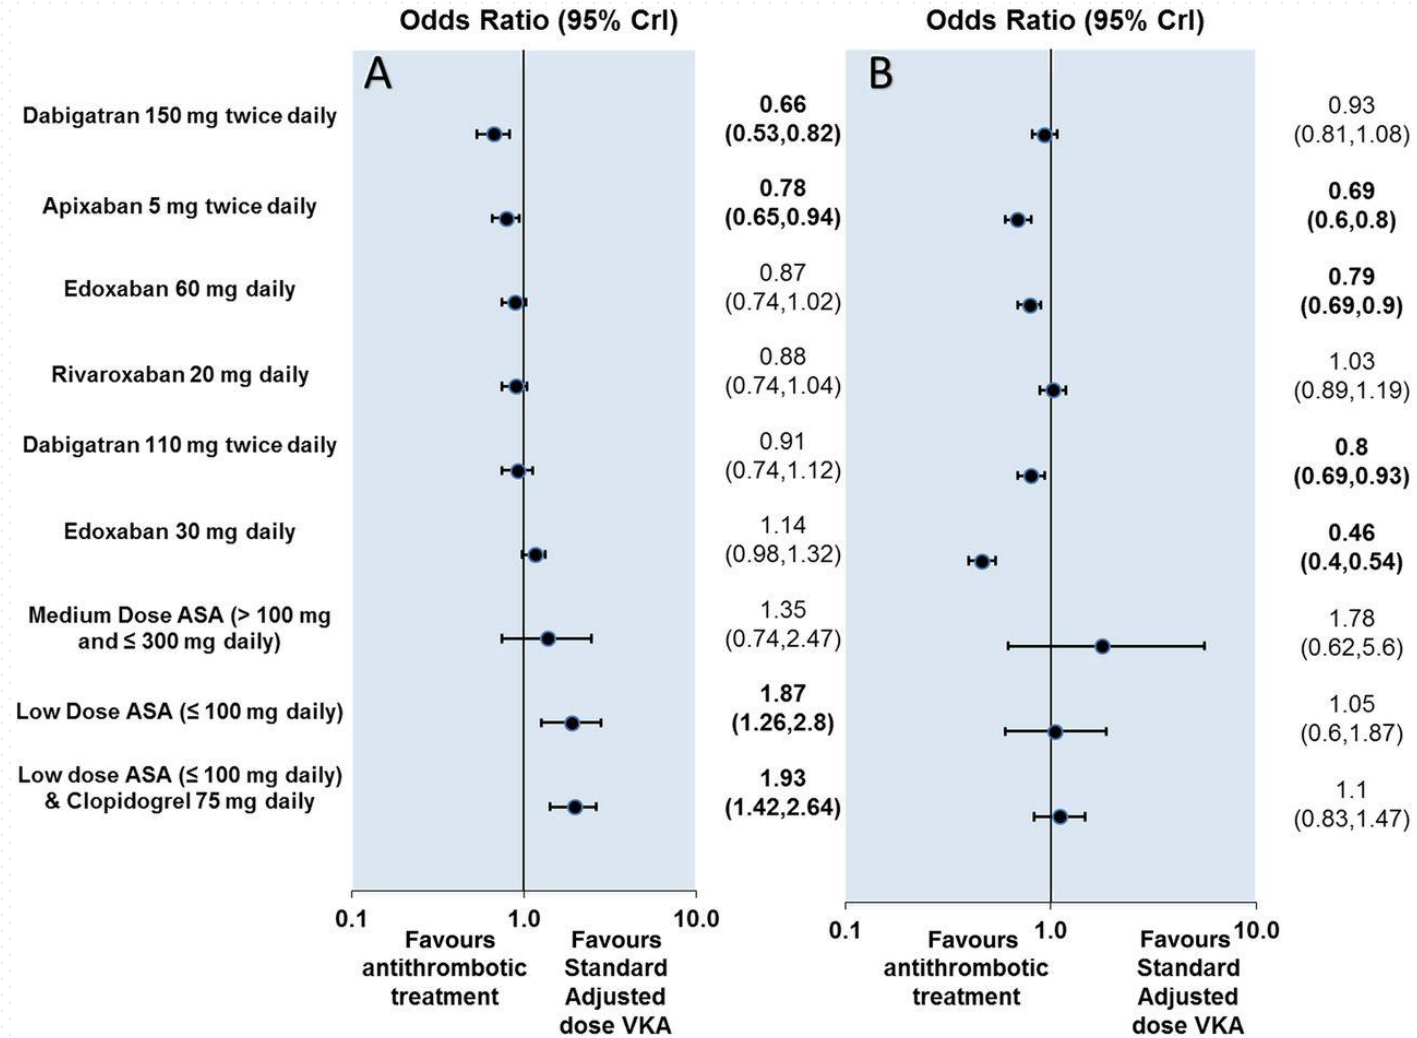 Odds Ratio (95% CrI)
Odds Ratio (95% CrI)
A
B
Dabigatran 150 mg twice daily
0.66
(0.53,0.82)
0.93
(0.81,1.08)
Apixaban 5 mg twice daily
0.78
(0.65,0.94)
0.69
(0.6,0.8)
Edoxaban 60 mg daily
0.87
(0.74,1.02)
0.79
(0.69,0.9)
Rivaroxaban 20 mg daily
0.88
(0.74,1.04)
1.03
(0.89,1.19)
Dabigatran 110 mg twice daily
0.91
(0.74,1.12)
0.8
(0.69,0.93)
Edoxaban 30 mg daily
1.14
(0.98,1.32)
0.46
(0.4,0.54)
Medium Dose ASA (> 100 mg
and ≤ 300 mg daily)
1.35
(0.74,2.47)
1.78
(0.62,5.6)
Low Dose ASA (≤ 100 mg daily)
1.87
(1.26,2.8)
1.05
(0.6,1.87)
Low dose ASA (≤ 100 mg daily)
& Clopidogrel 75 mg daily
1.93
(1.42,2.64)
1.1
(0.83,1.47)
0.1
1.0
10.0
Favours
antithrombotic
treatment
Favours
Standard
Adjusted
dose VKA
0.1
1.0
10.0
Favours
antithrombotic
treatment
Favours
Standard
Adjusted
dose VKA